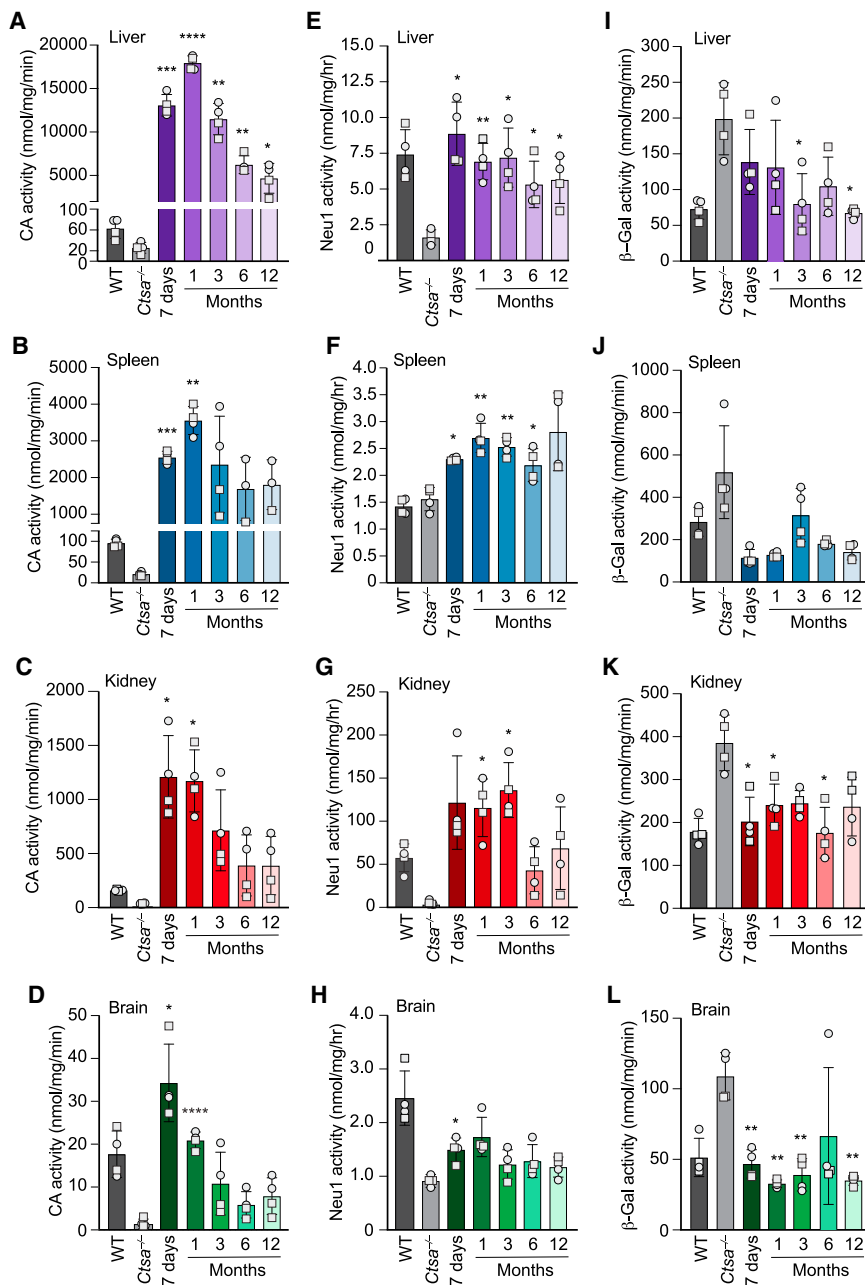 A
Liver
CA activity (nmol/mg/min)
20000
15000
10000
5000
100
60
20
0
***
****
**
**
*
WT
Ctsa–/–
7 days
1 3 6 12
Months
E
Liver
Neu1 activity (nmol/mg/hr)
15.0
12.5
10.0
7.5
5.0
2.5
0
*
**
*
*
*
WT
Ctsa–/–
7 days
1 3 6 12
Months
I
Liver
β–Gal activity (nmol/mg/min)
300
250
200
150
100
50
0
*
*
WT
Ctsa–/–
7 days
1 3 6 12
Months
B
Spleen
CA activity (nmol/mg/min)
5000
4000
3000
2000
1000
100
50
0
***
**
WT
Ctsa–/–
7 days
1 3 6 12
Months
F
Spleen
Neu1 activity (nmol/mg/hr)
4.0
3.5
3.0
2.5
2.0
1.5
1.0
0.5
0
*
**
**
*
WT
Ctsa–/–
7 days
1 3 6 12
Months
J
Spleen
β-Gal activity (nmol/mg/min)
1000
800
600
400
200
0
WT
Ctsa–/–
7 days
1 3 6 12
Months
C
Kidney
CA activity (nmol/mg/min)
2000
1500
1000
500
0
*
*
WT
Ctsa–/–
7 days
1 3 6 12
Months
G
Kidney
Neu1 activity (nmol/mg/hr)
250
200
150
100
50
0
*
*
WT
Ctsa–/–
7 days
1 3 6 12
Months
K
Kidney
β-Gal activity (nmol/mg/min)
500
400
300
200
100
0
*
*
*
WT
Ctsa–/–
7 days
1 3 6 12
Months
D
Brain
CA activity (nmol/mg/min)
50
40
30
20
10
0
*
****
WT
Ctsa–/–
7 days
1 3 6 12
Months
H
Brain
Neu1 activity (nmol/mg/hr)
4.0
3.0
2.0
1.0
0
*
WT
Ctsa–/–
7 days
1 3 6 12
Months
L
Brain
β-Gal activity (nmol/mg/min)
150
100
50
0
**
**
**
**
WT
Ctsa–/–
7 days
1 3 6 12
Months